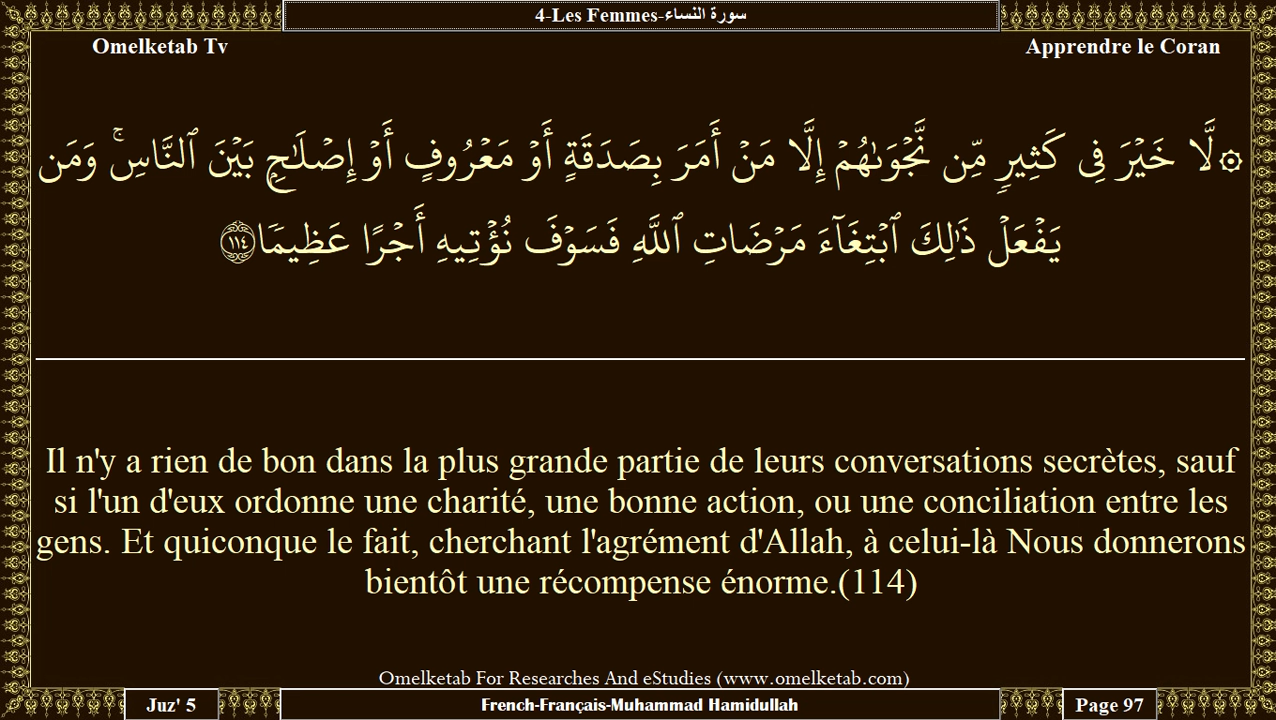 4-Les Femmes-سورة النساء
Omelketab Tv
Apprendre le Coran
۞لَّا خَيۡرَ فِي كَثِيرٖ مِّن نَّجۡوَىٰهُمۡ إِلَّا مَنۡ أَمَرَ بِصَدَقَةٍ أَوۡ مَعۡرُوفٍ أَوۡ إِصۡلَٰحِۭ بَيۡنَ ٱلنَّاسِۚ وَمَن
يَفۡعَلۡ ذَٰلِكَ ٱبۡتِغَآءَ مَرۡضَاتِ ٱللَّهِ فَسَوۡفَ نُؤۡتِيهِ أَجۡرًا عَظِيمٗا ١١٤
Il n'y a rien de bon dans la plus grande partie de leurs conversations secrètes, sauf
si l'un d'eux ordonne une charité, une bonne action, ou une conciliation entre les
gens. Et quiconque le fait, cherchant l'agrément d'Allah, à celui-là Nous donnerons
bientôt une récompense énorme.(114)
Omelketab For Researches And eStudies (www.omelketab.com)
Juz' 5
French-Français-Muhammad Hamidullah
Page 97